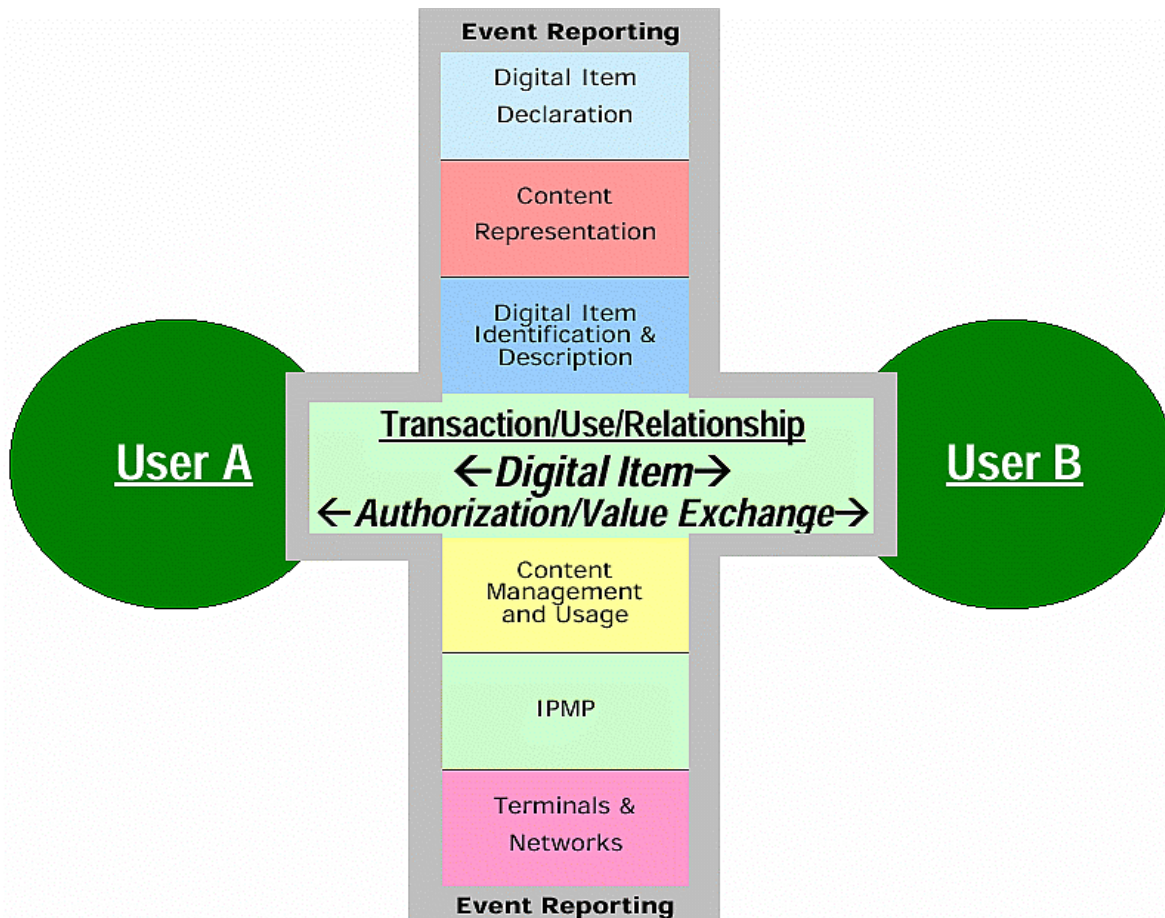 Event Reporting
Digital Item
Declaration
Content
Representation
Digital Item
Identification &
Description
Transaction/Use/Relationship
User A
←Digital Item→
User B
←Authorization/Value Exchange→
Content
Management
and Usage
IPMP
Terminals &
Networks
Event Reporting